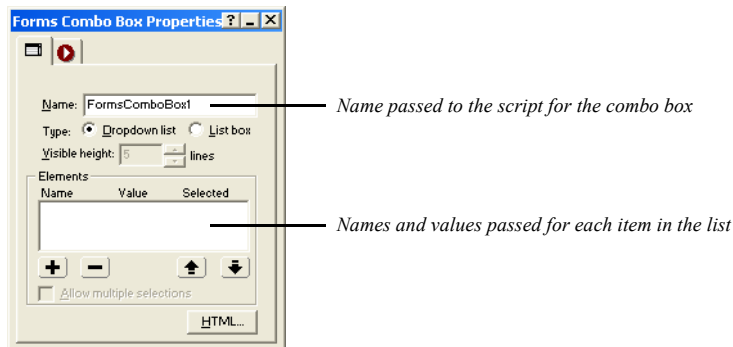 Forms Combo Box Properties
Name: FormsComboBox1
Name passed to the script for the combo box
Type: Dropdown list List box
Visible height: 5 lines
Elements
Name Value Selected
Names and values passed for each item in the list
Allow multiple selections
HTML...